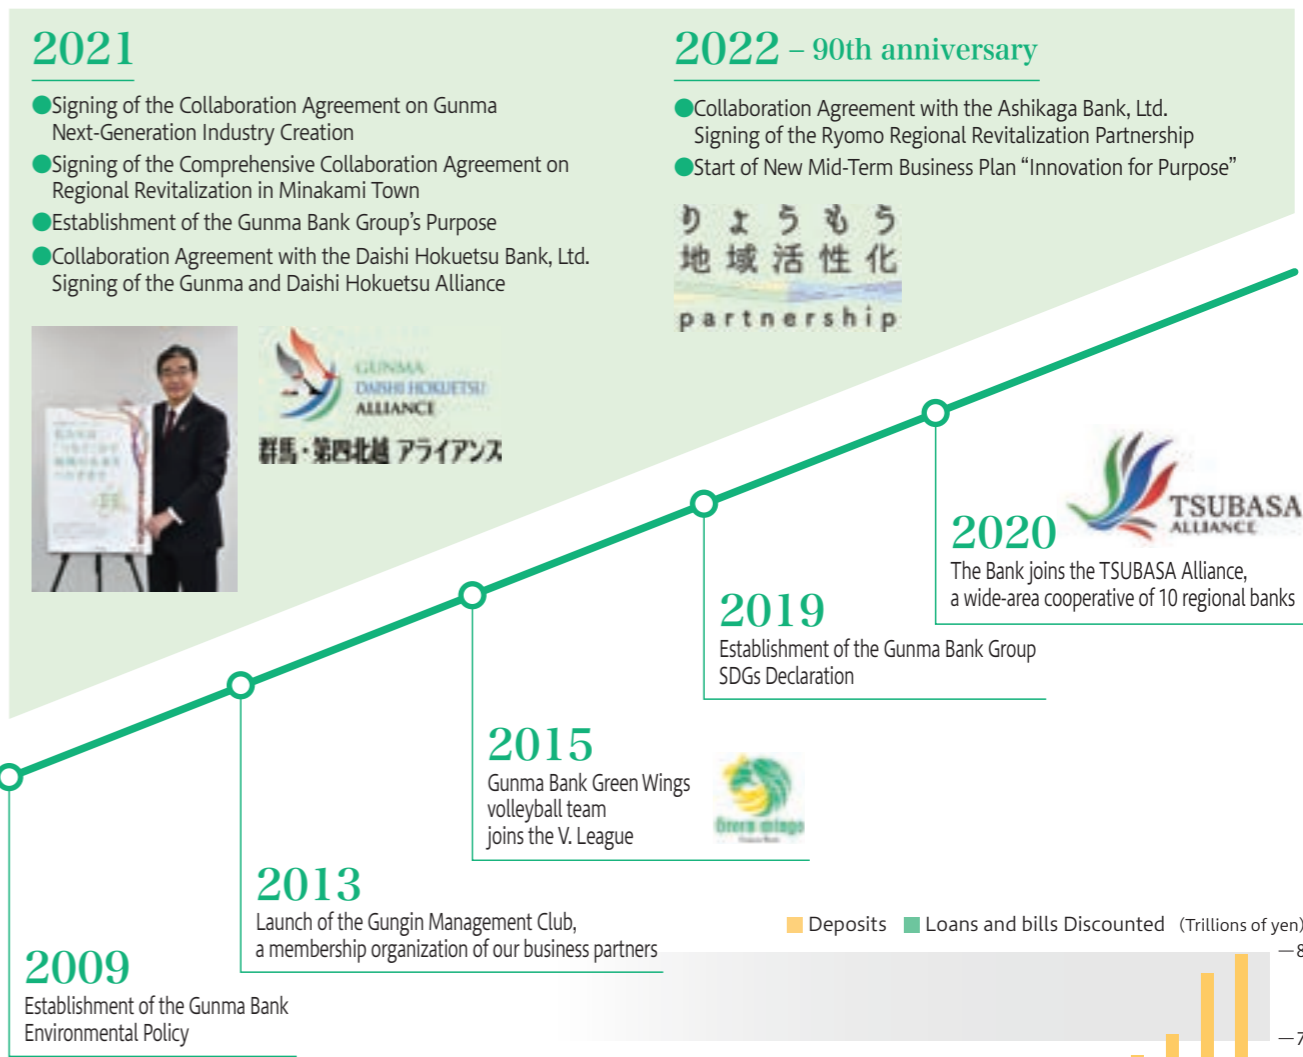 2021
●Signing of the Collaboration Agreement on Gunma
Next-Generation Industry Creation
●Signing of the Comprehensive Collaboration Agreement on
Regional Revitalization in Minakami Town
●Establishment of the Gunma Bank Group’s Purpose
●Collaboration Agreement with the Daishi Hokuetsu Bank, Ltd.
Signing of the Gunma and Daishi Hokuetsu Alliance
GUNMA
DAISHI HOKUETSU
ALLIANCE
群馬・第四北越 アライアンス
2022 – 90th anniversary
●Collaboration Agreement with the Ashikaga Bank, Ltd.
Signing of the Ryomo Regional Revitalization Partnership
●Start of New Mid-Term Business Plan “Innovation for Purpose”
りょうもう
地域活性化
partnership
TSUBASA
ALLIANCE
2020
The Bank joins the TSUBASA Alliance,
a wide-area cooperative of 10 regional banks
2019
Establishment of the Gunma Bank Group
SDGs Declaration
2015
Gunma Bank Green Wings
volleyball team
joins the V. League
Green wings
2013
Launch of the Gungin Management Club,
a membership organization of our business partners
2009
Establishment of the Gunma Bank
Environmental Policy
Deposits Loans and bills Discounted (Trillions of yen)
8
7